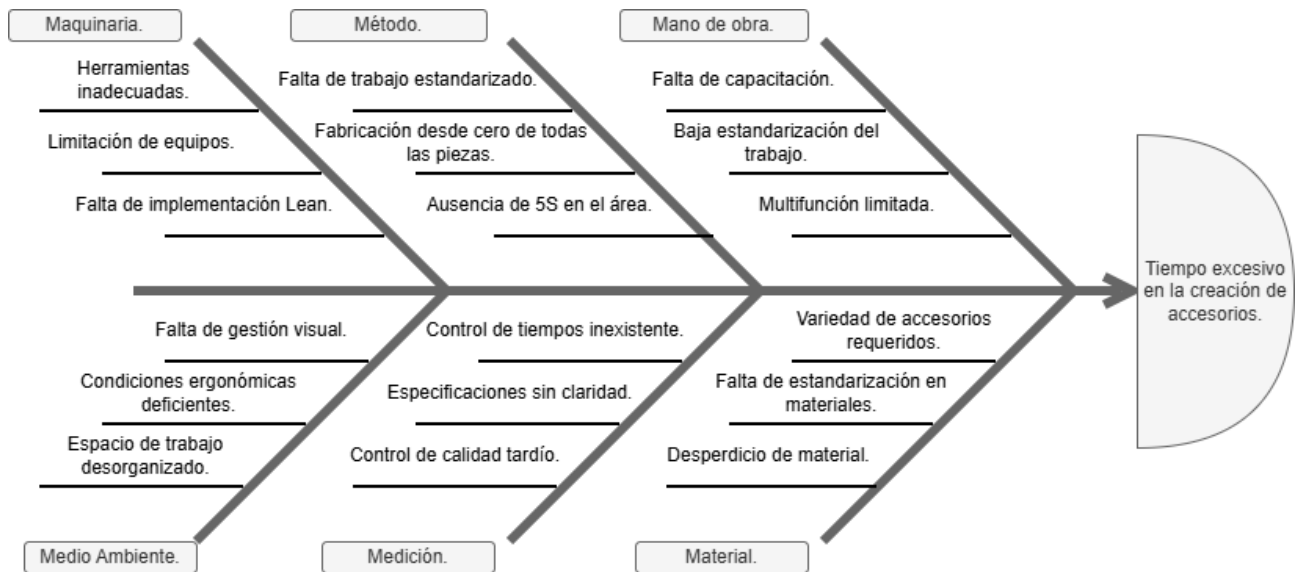 Maquinaria.
Método.
Mano de obra.
Herramientas
inadecuadas.
Limitación de equipos.
Falta de implementación Lean.
Falta de trabajo estandarizado.
Fabricación desde cero de todas
las piezas.
Ausencia de 5S en el área.
Falta de capacitación.
Baja estandarización del
trabajo.
Multifunción limitada.
Tiempo excesivo
en la creación de
accesorios.
Falta de gestión visual.
Condiciones ergonómicas
deficientes.
Espacio de trabajo
desorganizado.
Control de tiempos inexistente.
Especificaciones sin claridad.
Control de calidad tardío.
Variedad de accesorios
requeridos.
Falta de estandarización en
materiales.
Desperdicio de material.
Medio Ambiente.
Medición.
Material.